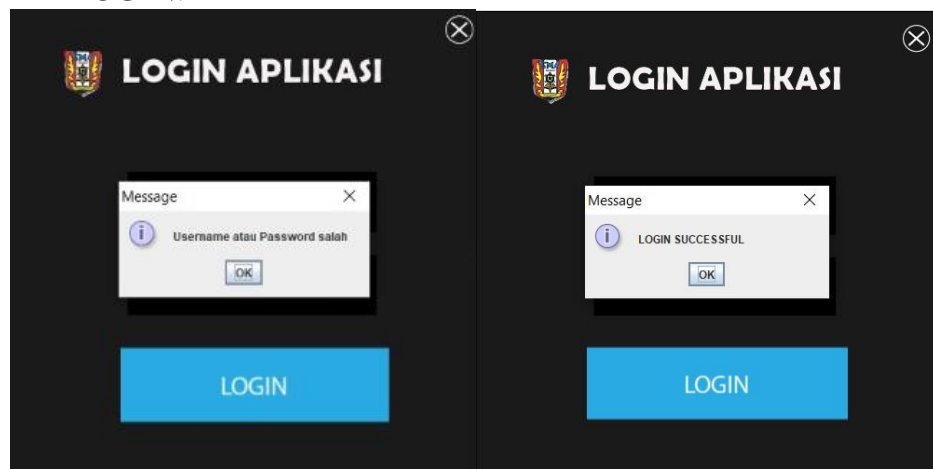 LOGIN APLIKASI
Message
Username atau Password salah
OK
LOGIN
LOGIN APLIKASI
Message
LOGIN SUCCESSFUL
OK
LOGIN